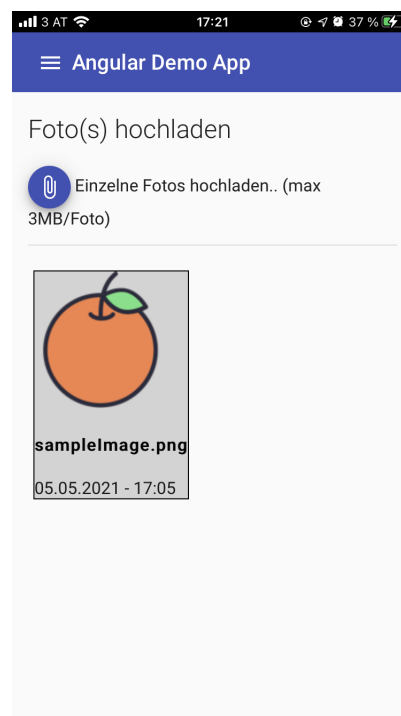 3 AT 17:21 37 %
Angular Demo App
Foto(s) hochladen
Einzelne Fotos hochladen.. (max
3MB/Foto)
sampleImage.png
05.05.2021 - 17:05